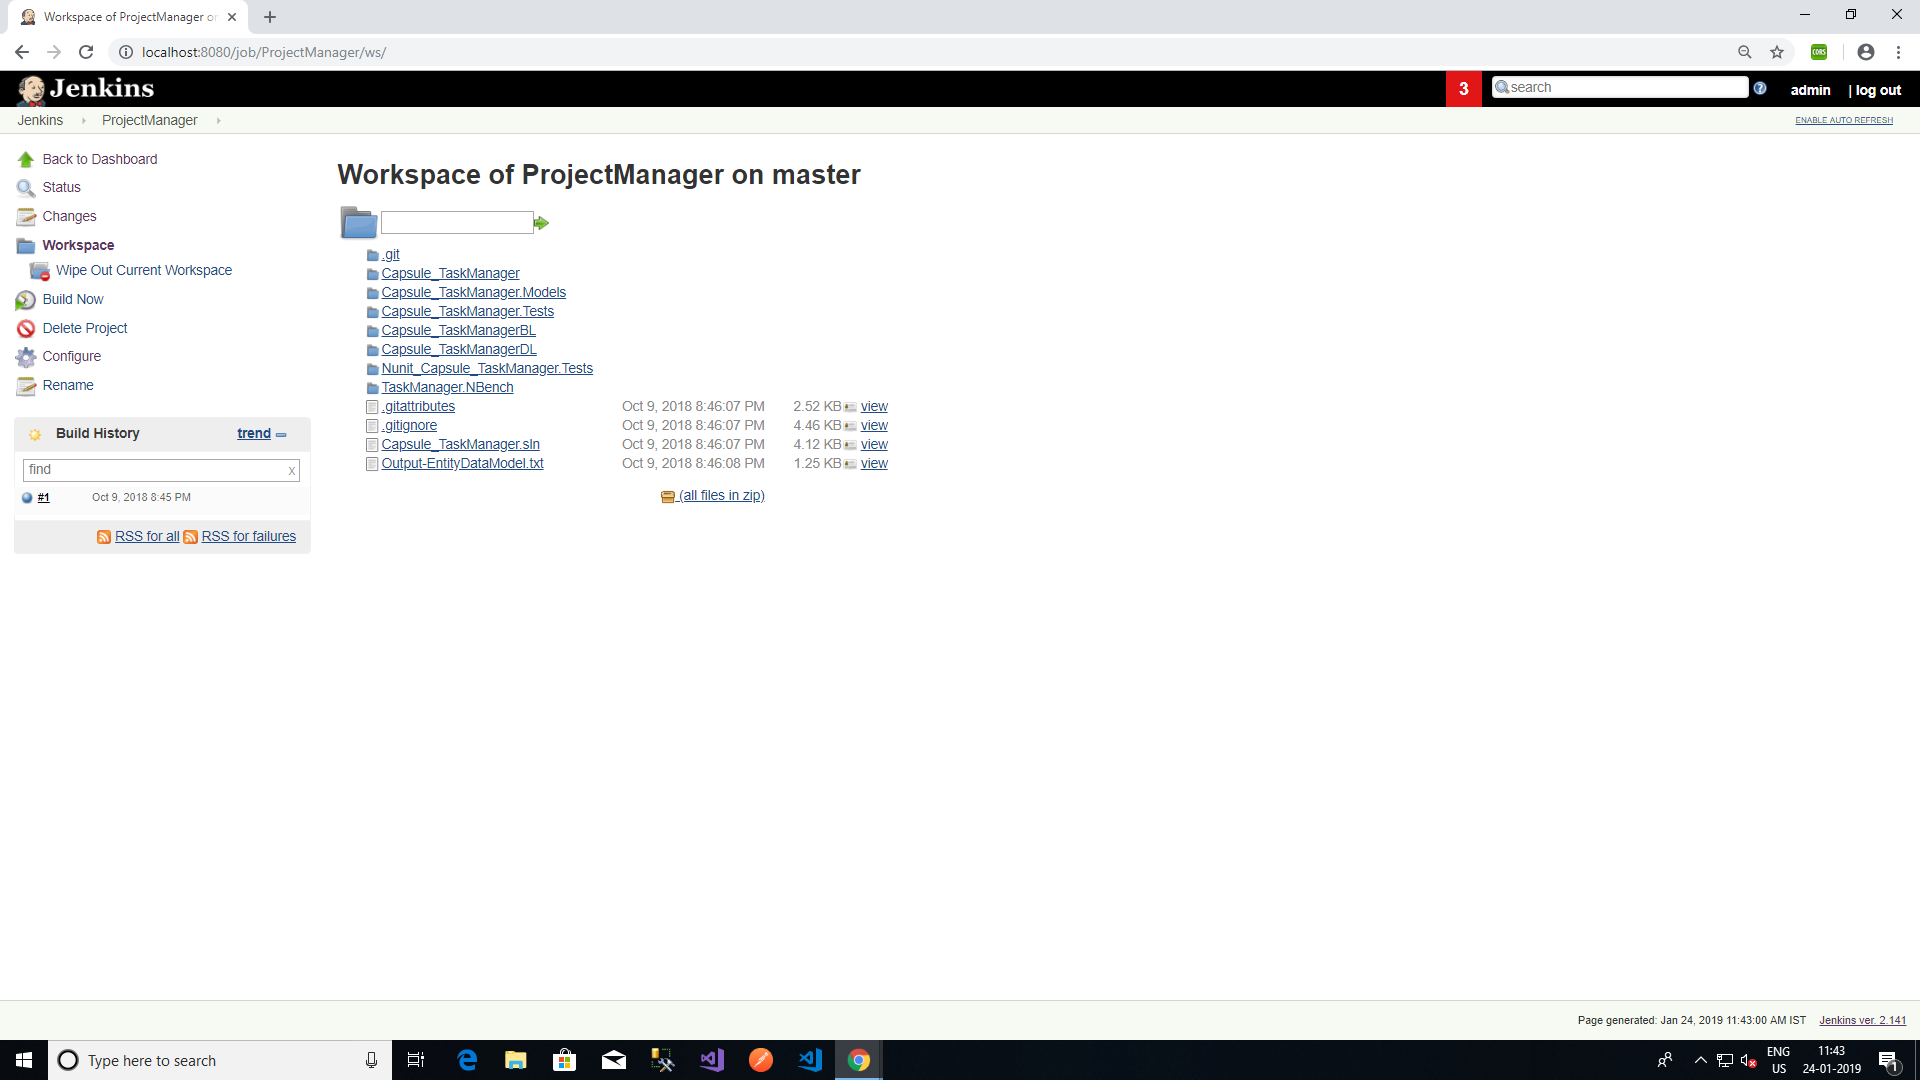 Workspace of ProjectManager on
localhost:8080/job/ProjectManager/ws/
CORS
Jenkins
3
search
admin
| log out
Jenkins
ProjectManager
ENABLE AUTO REFRESH
Back to Dashboard
Status
Changes
Workspace
Wipe Out Current Workspace
Build Now
Delete Project
Configure
Rename
Build History
trend
find
x
#1 Oct 9, 2018 8:45 PM
RSS for all RSS for failures
Workspace of ProjectManager on master
.git
Capsule_TaskManager
Capsule_TaskManager.Models
Capsule_TaskManager.Tests
Capsule_TaskManagerBL
Capsule_TaskManagerDL
Nunit_Capsule_TaskManager.Tests
TaskManager.NBench
.gitattributes Oct 9, 2018 8:46:07 PM 2.52 KB view
.gitignore Oct 9, 2018 8:46:07 PM 4.46 KB view
Capsule_TaskManager.sln Oct 9, 2018 8:46:07 PM 4.12 KB view
Output-EntityDataModel.txt Oct 9, 2018 8:46:08 PM 1.25 KB view
(all files in zip)
Page generated: Jan 24, 2019 11:43:00 AM IST Jenkins ver. 2.141
Type here to search
ENG
US
11:43
24-01-2019
1